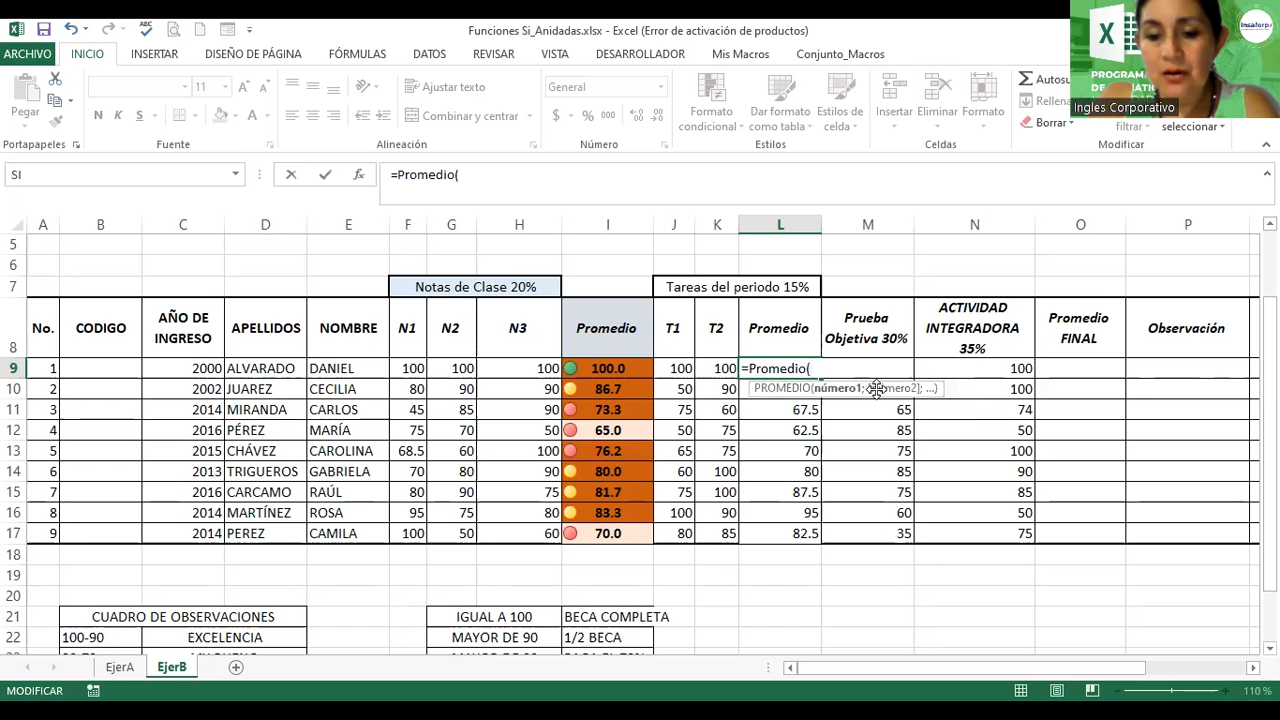 Funciones Si_Anidadas.xlsx - Excel (Error de activación de productos)
ARCHIVO INICIO INSERTAR DISEÑO DE PÁGINA FÓRMULAS DATOS REVISAR VISTA DESARROLLADOR Mis Macros Conjunto_Macros
11 Ajustar texto General
Pegar N K S Combinar y centrar $ % 000
Formato condicional Dar formato como tabla Estilos de celda Insertar Eliminar Formato
Borrar filtrar seleccionar
Portapapeles Fuente Alineación Número Estilos Celdas Modificar
Insaforp
Ingles Corporativo
SI =Promedio(
A B C D E F G H I J K L M N O P
5
6
7 Notas de Clase 20% Tareas del periodo 15%
8 No. CODIGO AÑO DE INGRESO APELLIDOS NOMBRE N1 N2 N3 Promedio T1 T2 Promedio Prueba Objetiva 30% ACTIVIDAD INTEGRADORA 35% Promedio FINAL Observación
9 1 2000 ALVARADO DANIEL 100 100 100 100.0 100 100 =Promedio( 100
10 2 2002 JUAREZ CECILIA 80 90 90 86.7 50 90 PROMEDIO(número1; [número2]; ...) 100
11 3 2014 MIRANDA CARLOS 45 85 90 73.3 75 60 67.5 65 74
12 4 2016 PÉREZ MARÍA 75 70 50 65.0 50 75 62.5 85 50
13 5 2015 CHÁVEZ CAROLINA 68.5 60 100 76.2 65 75 70 75 100
14 6 2013 TRIGUEROS GABRIELA 70 80 90 80.0 60 100 80 85 90
15 7 2016 CARCAMO RAÚL 80 90 75 81.7 75 100 87.5 75 85
16 8 2014 MARTÍNEZ ROSA 95 75 80 83.3 100 90 95 60 50
17 9 2014 PEREZ CAMILA 100 50 60 70.0 80 85 82.5 35 75
18
19
20
21 CUADRO DE OBSERVACIONES IGUAL A 100 BECA COMPLETA
22 100-90 EXCELENCIA MAYOR DE 90 1/2 BECA
EjerA EjerB
MODIFICAR 110 %